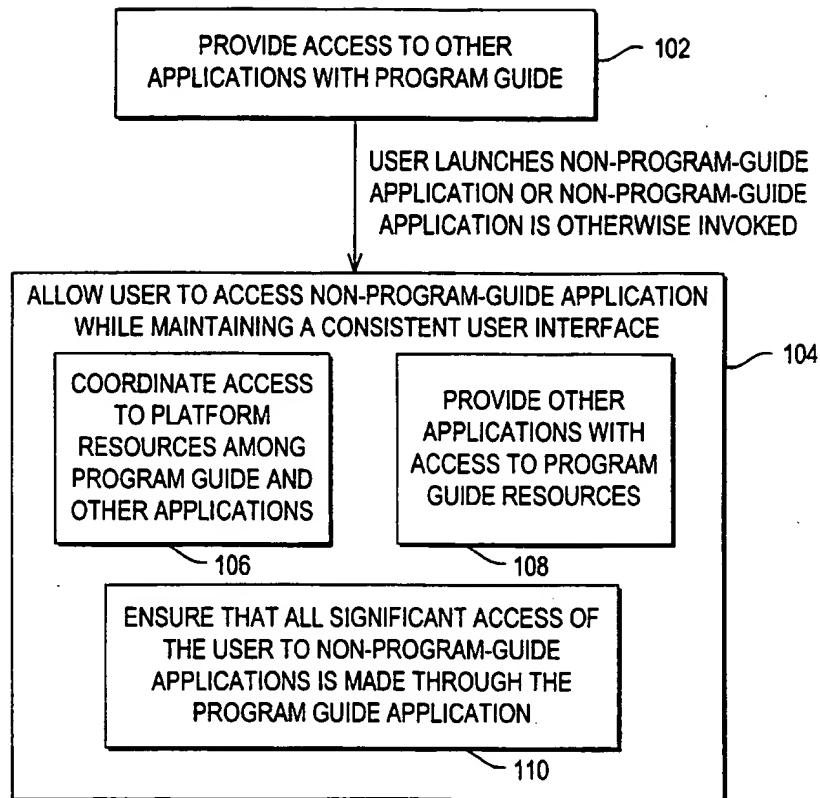 PROVIDE ACCESS TO OTHER
APPLICATIONS WITH PROGRAM GUIDE
102
USER LAUNCHES NON-PROGRAM-GUIDE
APPLICATION OR NON-PROGRAM-GUIDE
APPLICATION IS OTHERWISE INVOKED
ALLOW USER TO ACCESS NON-PROGRAM-GUIDE APPLICATION
WHILE MAINTAINING A CONSISTENT USER INTERFACE
104
COORDINATE ACCESS
TO PLATFORM
RESOURCES AMONG
PROGRAM GUIDE AND
OTHER APPLICATIONS
106
PROVIDE OTHER
APPLICATIONS WITH
ACCESS TO PROGRAM
GUIDE RESOURCES
108
ENSURE THAT ALL SIGNIFICANT ACCESS OF
THE USER TO NON-PROGRAM-GUIDE
APPLICATIONS IS MADE THROUGH THE
PROGRAM GUIDE APPLICATION
110